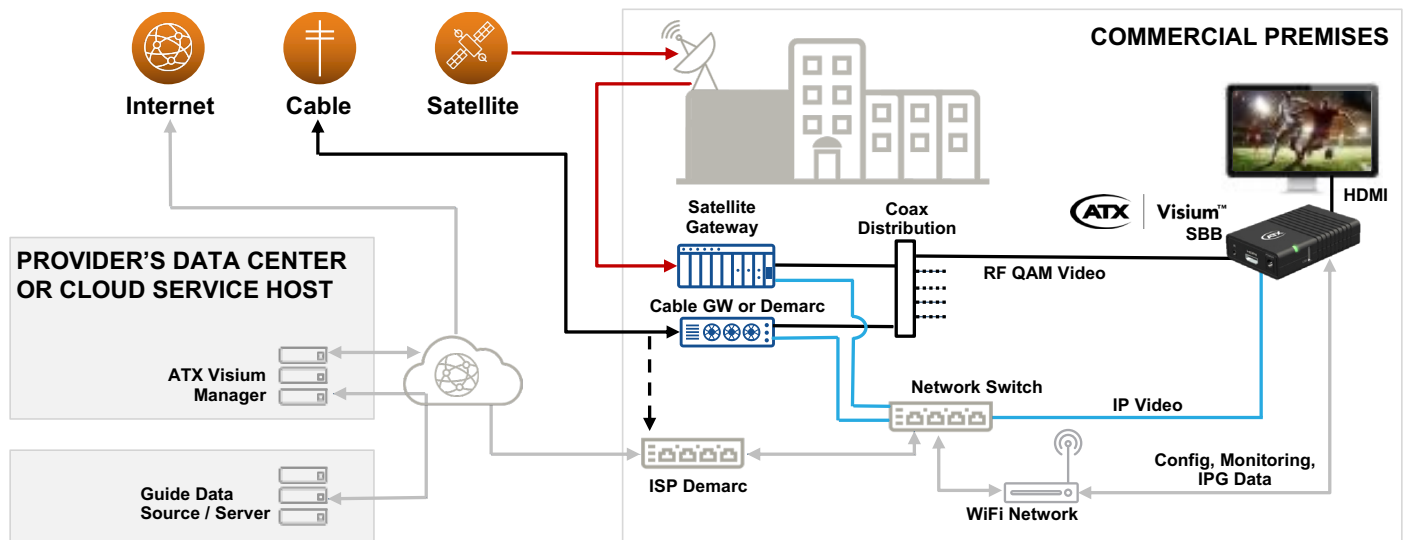 Internet
Cable
Satellite
COMMERCIAL PREMISES
HDMI
ATX
Visium™
SBB
Satellite
Gateway
Coax
Distribution
RF QAM Video
Cable GW or Demarc
PROVIDER'S DATA CENTER
OR CLOUD SERVICE HOST
ATX Visium
Manager
Network Switch
IP Video
ISP Demarc
Config, Monitoring,
IPG Data
WiFi Network
Guide Data
Source / Server
ATX